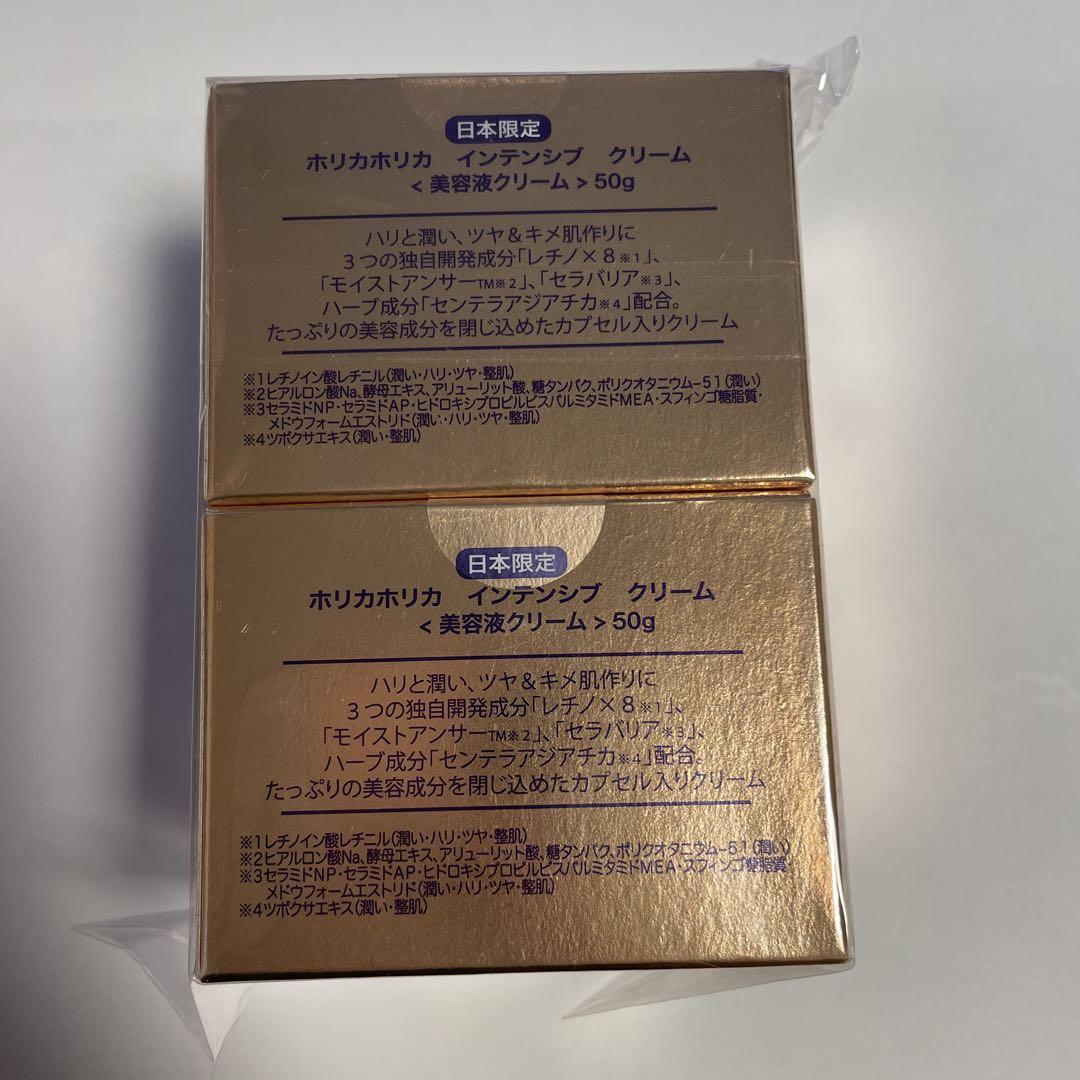 日本限定
ホリカホリカ　インテンシブ　クリーム
< 美容液クリーム > 50g
ハリと潤い、ツヤ&キメ肌作りに
3つの独自開発成分「レチノ×8※1」、
「モイストアンサーTM※2」、「セラバリア※3」、
ハーブ成分「センテラアジアチカ※4」配合。
たっぷりの美容成分を閉じ込めたカプセル入りクリーム
※1レチノイン酸レチニル(潤い・ハリ・ツヤ・整肌)
※2ヒアルロン酸Na、酵母エキス、アリューリット酸、糖タンパク、ポリクオタニウム-51(潤い)
※3セラミドNP・セラミドAP・ヒドロキシプロピルビスパルミタミドMEA・スフィンゴ糖脂質・
メドウフォームエストリド(潤い・ハリ・ツヤ・整肌)
※4ツボクサエキス(潤い・整肌)
日本限定
ホリカホリカ　インテンシブ　クリーム
< 美容液クリーム > 50g
ハリと潤い、ツヤ&キメ肌作りに
3つの独自開発成分「レチノ×8※1」、
「モイストアンサーTM※2」、「セラバリア※3」、
ハーブ成分「センテラアジアチカ※4」配合。
たっぷりの美容成分を閉じ込めたカプセル入りクリーム
※1レチノイン酸レチニル(潤い・ハリ・ツヤ・整肌)
※2ヒアルロン酸Na、酵母エキス、アリューリット酸、糖タンパク、ポリクオタニウム-51(潤い)
※3セラミドNP・セラミドAP・ヒドロキシプロピルビスパルミタミドMEA・スフィンゴ糖脂質・
メドウフォームエストリド(潤い・ハリ・ツヤ・整肌)
※4ツボクサエキス(潤い・整肌)